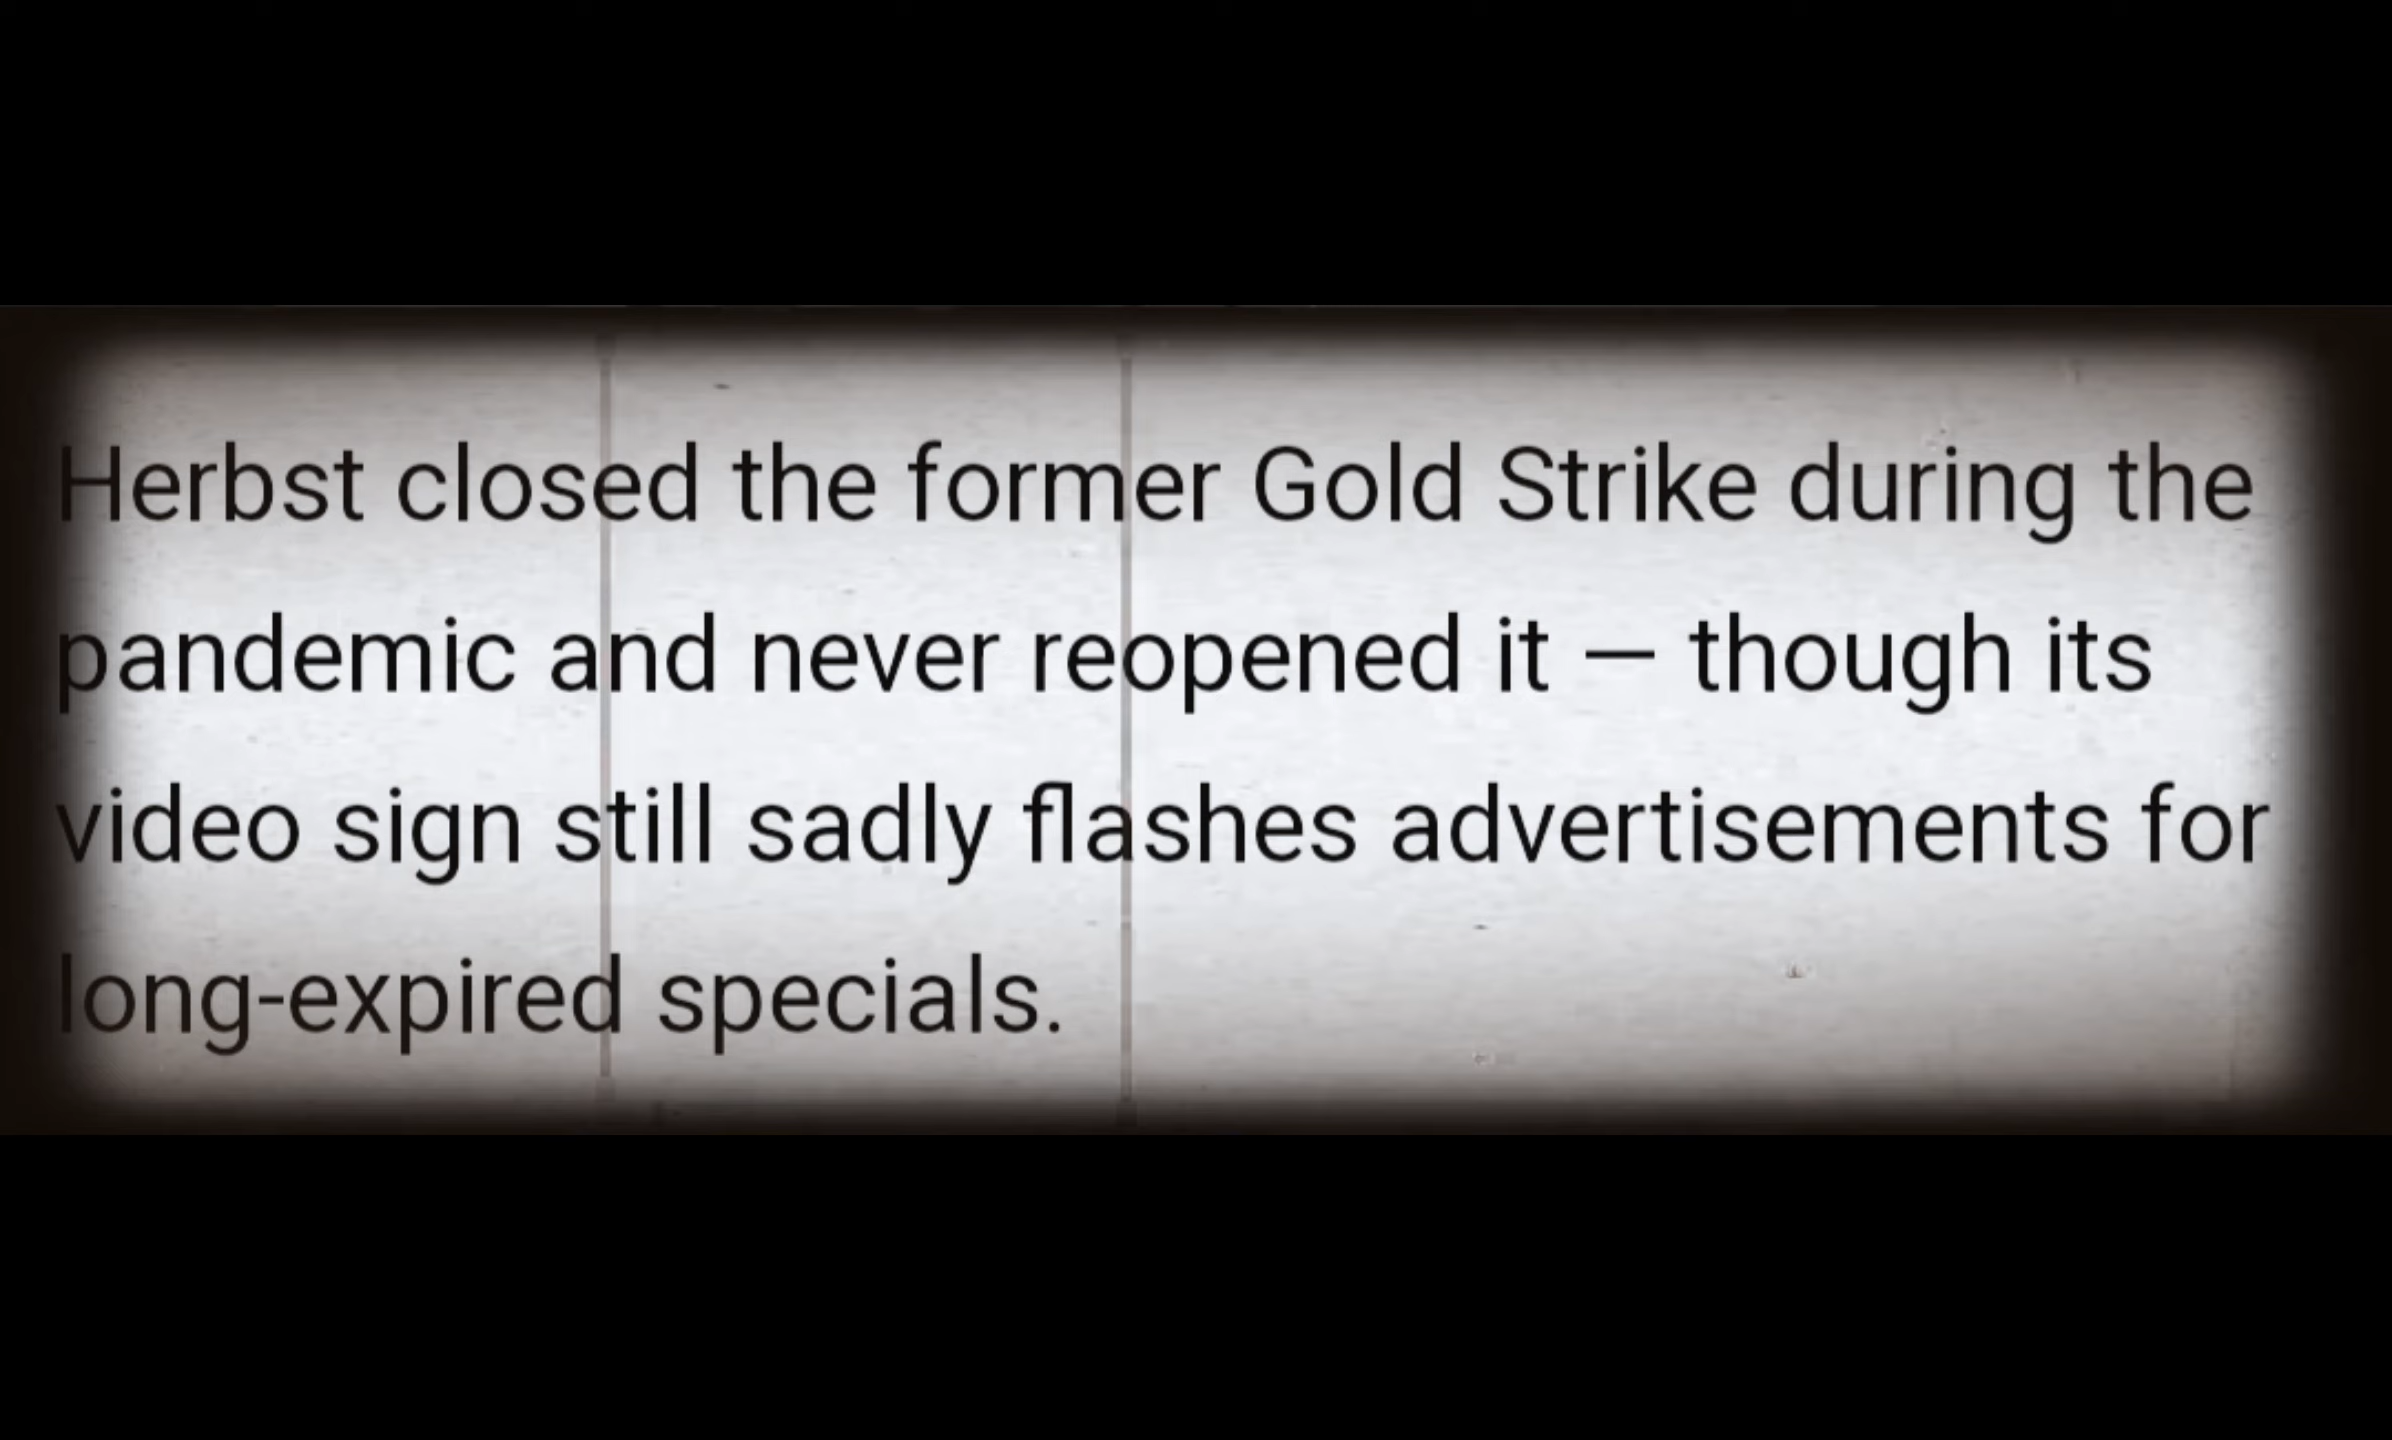 Herbst closed the former Gold Strike during the
pandemic and never reopened it — though its
video sign still sadly flashes advertisements for
long-expired specials.